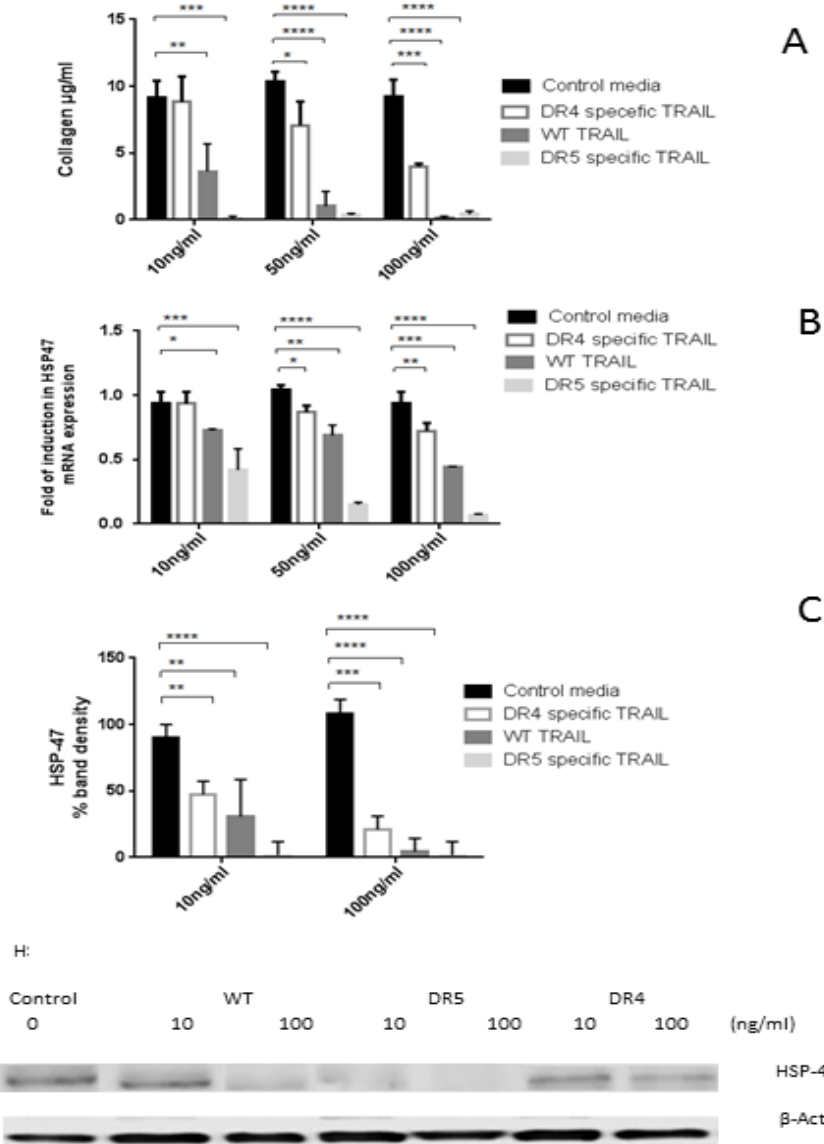 A
*** **** ****
** **** ****
* ***
Collagen µg/ml
15
10
5
0
10ng/ml 50ng/ml 100ng/ml
Control media
DR4 specefic TRAIL
WT TRAIL
DR5 specific TRAIL
B
*** **** ****
* ** ***
* **
Fold of induction in HSP47
mRNA expression
1.5
1.0
0.5
0.0
10ng/ml 50ng/ml 100ng/ml
Control media
DR4 specific TRAIL
WT TRAIL
DR5 specific TRAIL
C
**** ****
** ****
** ***
HSP-47
% band density
150
100
50
0
10ng/ml 100ng/ml
Control media
DR4 specific TRAIL
WT TRAIL
DR5 specific TRAIL
H:
Control WT DR5 DR4
0 10 100 10 100 10 100 (ng/ml)
HSP-4
β-Act